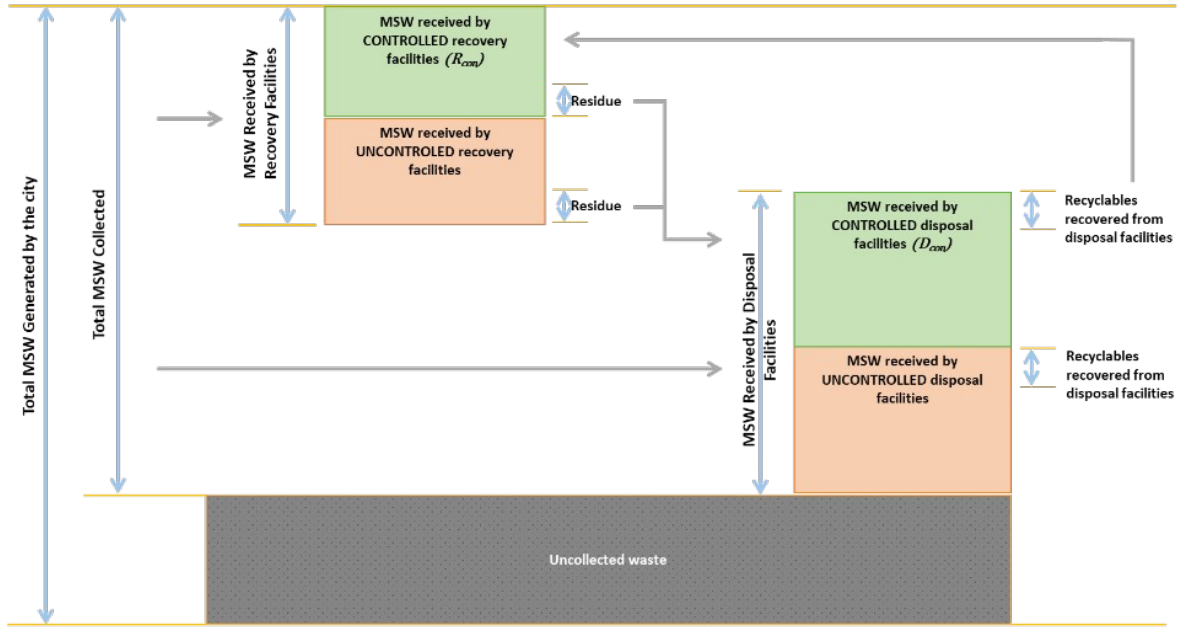 Total MSW Generated by the city
Total MSW Collected
MSW Received by
Recovery Facilities
MSW received by
CONTROLLED recovery
facilities (Rcon)
Residue
MSW received by
UNCONTROLED recovery
facilities
Residue
MSW Received by Disposal
Facilities
MSW received by
CONTROLLED disposal
facilities (Dcon)
Recyclables
recovered from
disposal facilities
MSW received by
UNCONTROLLED disposal
facilities
Recyclables
recovered from
disposal facilities
Uncollected waste